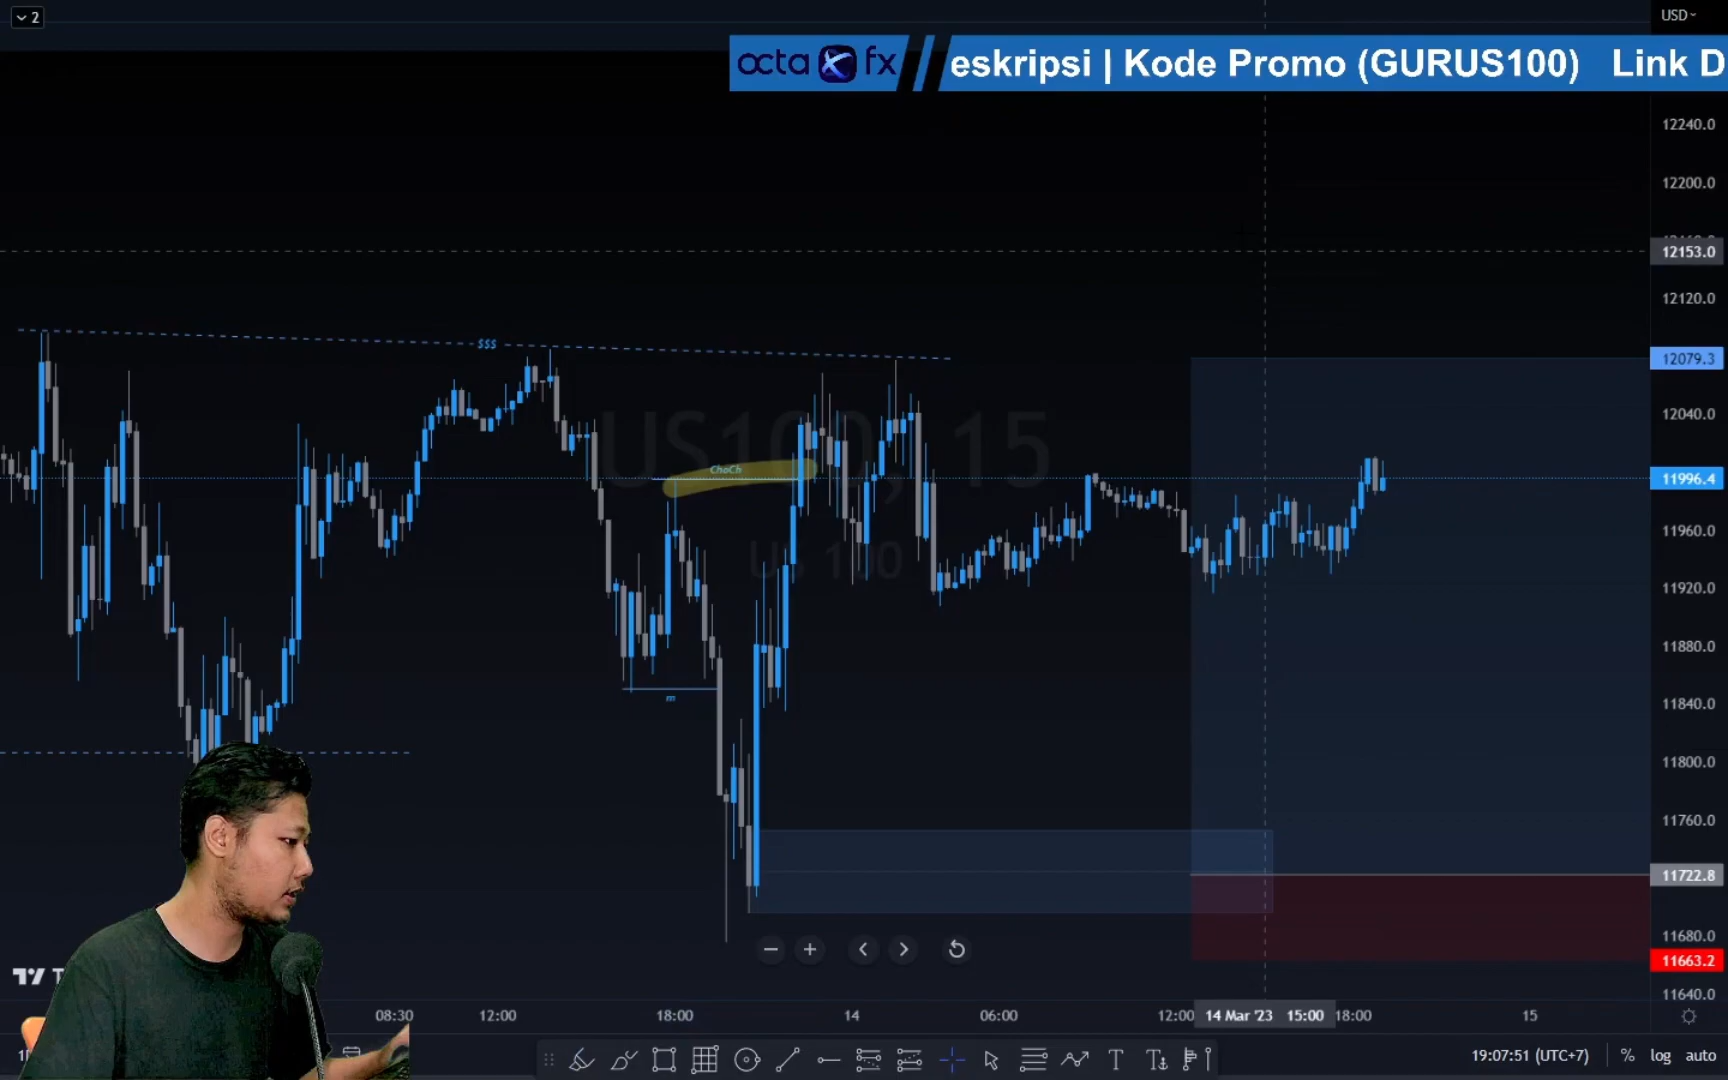 2
USD
octa fx
eskripsi | Kode Promo (GURUS100) Link D
12240.0
12200.0
12153.0
12120.0
12079.3
12040.0
11996.4
11960.0
11920.0
11880.0
11840.0
11800.0
11760.0
11722.8
11680.0
11663.2
11640.0
$$$
US100, 15
US 100
ChoCh
m
08:30
12:00
18:00
14
06:00
12:00
14 Mar '23 15:00
18:00
15
19:07:51 (UTC+7)
%
log
auto